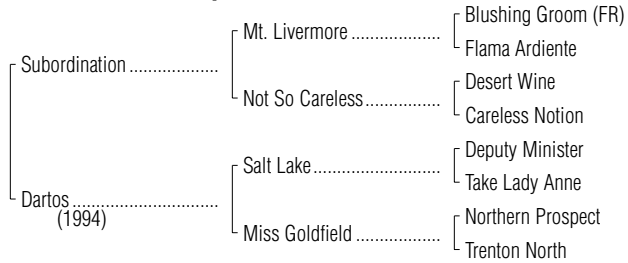 Blushing Groom (FR)
Mt. Livermore ....................
Flama Ardiente
Subordination ....................
Desert Wine
Not So Careless.................
Careless Notion
Deputy Minister
Salt Lake ...........................
Take Lady Anne
Dartos .................................
(1994)
Northern Prospect
Miss Goldfield ...................
Trenton North